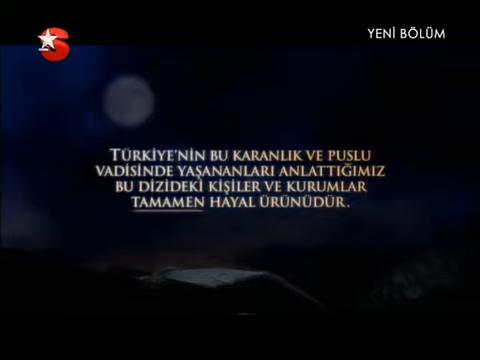 YENİ BÖLÜM
S
TÜRKİYE'NİN BU KARANLIK VE PUSLU
VADİSİNDE YAŞANANLARI ANLATTIĞIMIZ
BU DİZİDEKİ KİŞİLER VE KURUMLAR
TAMAMEN HAYAL ÜRÜNÜDÜR.